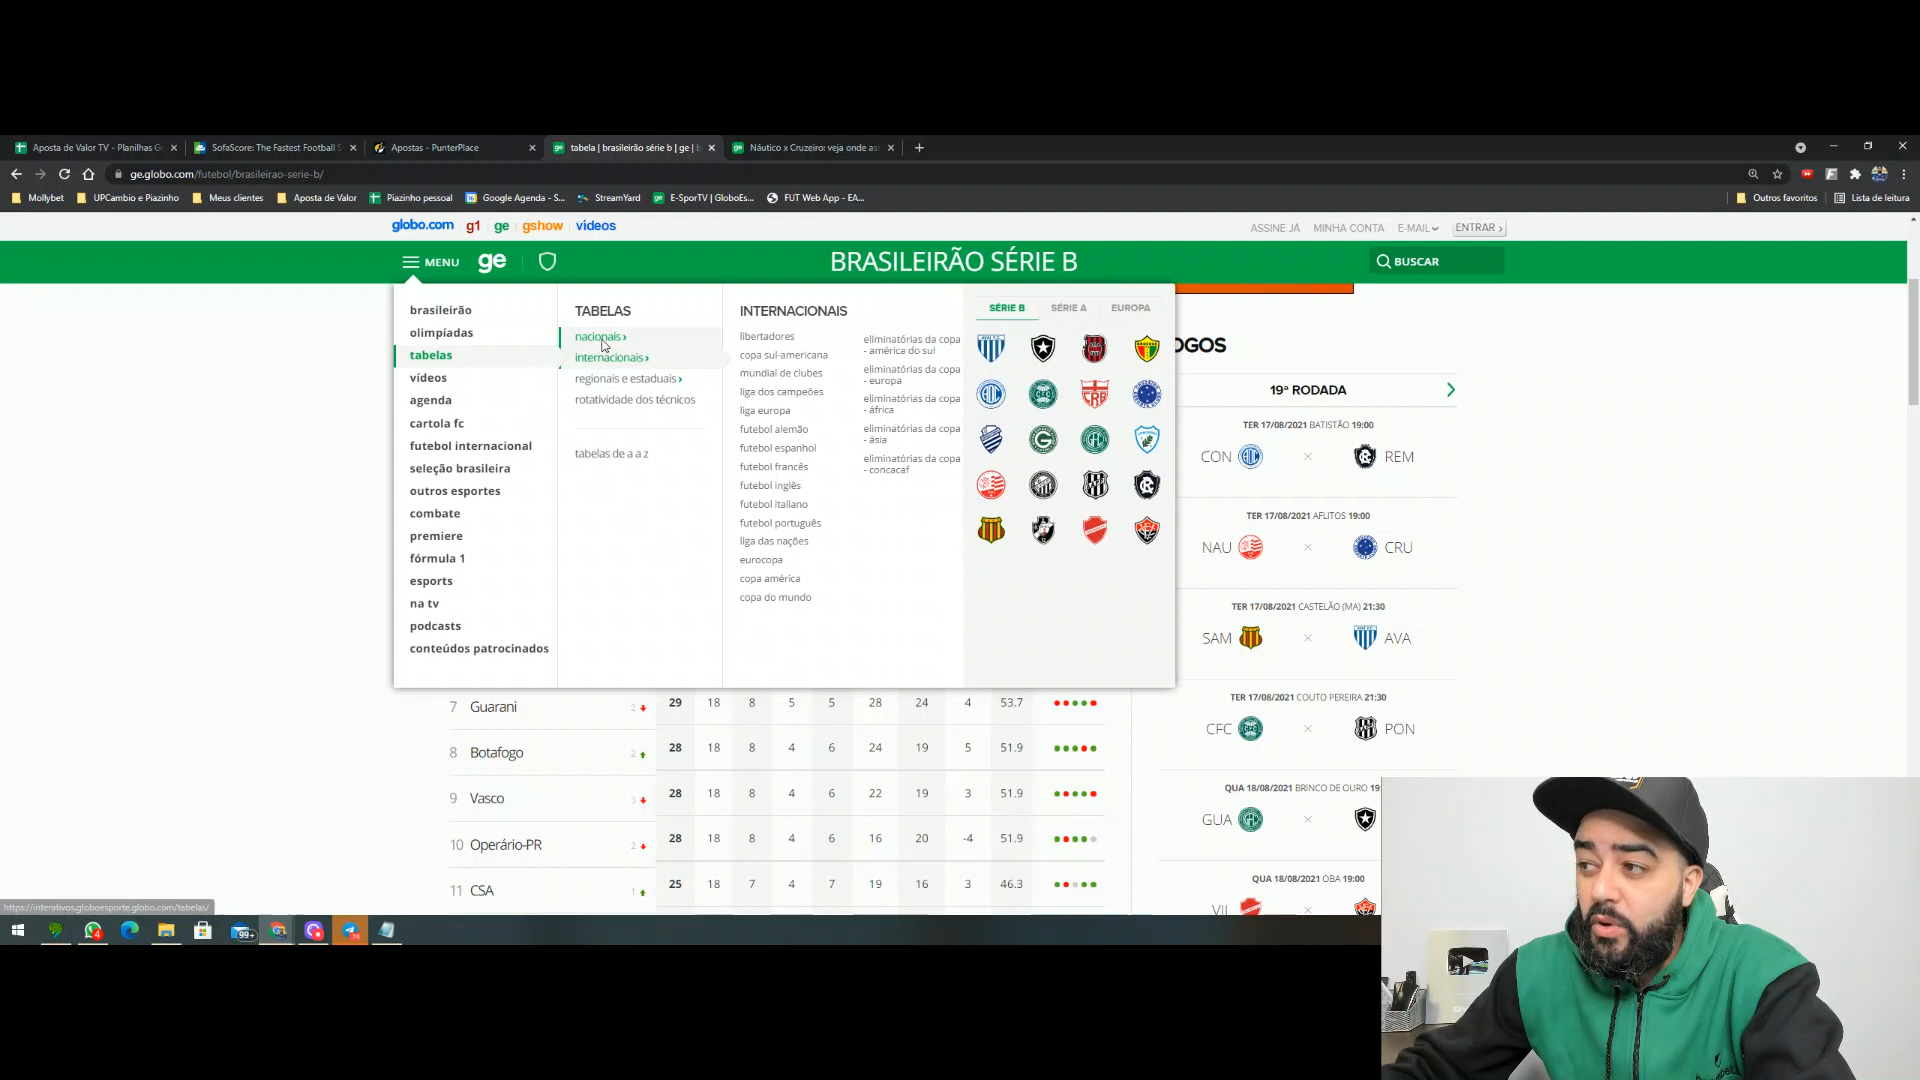 Aposta de Valor TV - Planilhas G
SofaScore: The Fastest Football S
Apostas - PunterPlace
tabela | brasileirão série b | ge | b
Náutico x Cruzeiro: veja onde as
ge.globo.com/futebol/brasileirao-serie-b/
Mollybet
UPCambio e Piazinho
Meus clientes
Aposta de Valor
Piazinho pessoal
Google Agenda - S...
StreamYard
E-SporTV | GloboEs...
FUT Web App - EA...
Outros favoritos
Lista de leitura
globo.com g1 ge gshow videos
ASSINE JÁ MINHA CONTA E-MAIL ENTRAR ›
MENU ge
BRASILEIRÃO SÉRIE B
BUSCAR
brasileirão
olimpíadas
tabelas
vídeos
agenda
cartola fc
futebol internacional
seleção brasileira
outros esportes
combate
premiere
fórmula 1
esports
na tv
podcasts
conteúdos patrocinados
TABELAS
nacionais ›
internacionais ›
regionais e estaduais ›
rotatividade dos técnicos
tabelas de a a z
INTERNACIONAIS
libertadores
copa sul-americana
mundial de clubes
liga dos campeões
liga europa
futebol alemão
futebol espanhol
futebol francês
futebol inglês
futebol italiano
futebol português
liga das nações
eurocopa
copa américa
copa do mundo
eliminatórias da copa
- américa do sul
eliminatórias da copa
- europa
eliminatórias da copa
- áfrica
eliminatórias da copa
- ásia
eliminatórias da copa
- concacaf
SÉRIE B SÉRIE A EUROPA
OGOS
19ª RODADA
TER 17/08/2021 BATISTÃO 19:00
CON × REM
TER 17/08/2021 AFLITOS 19:00
NAU × CRU
TER 17/08/2021 CASTELÃO (MA) 21:30
SAM × AVA
TER 17/08/2021 COUTO PEREIRA 21:30
CFC × PON
QUA 18/08/2021 BRINCO DE OURO 19:
GUA ×
QUA 18/08/2021 OBA 19:00
VIL ×
7 Guarani 2 29 18 8 5 5 28 24 4 53.7
8 Botafogo 2 28 18 8 4 6 24 19 5 51.9
9 Vasco 3 28 18 8 4 6 22 19 3 51.9
10 Operário-PR 2 28 18 8 4 6 16 20 -4 51.9
11 CSA 1 25 18 7 4 7 19 16 3 46.3
https://interativos.globoesporte.globo.com/tabelas/
4
99+